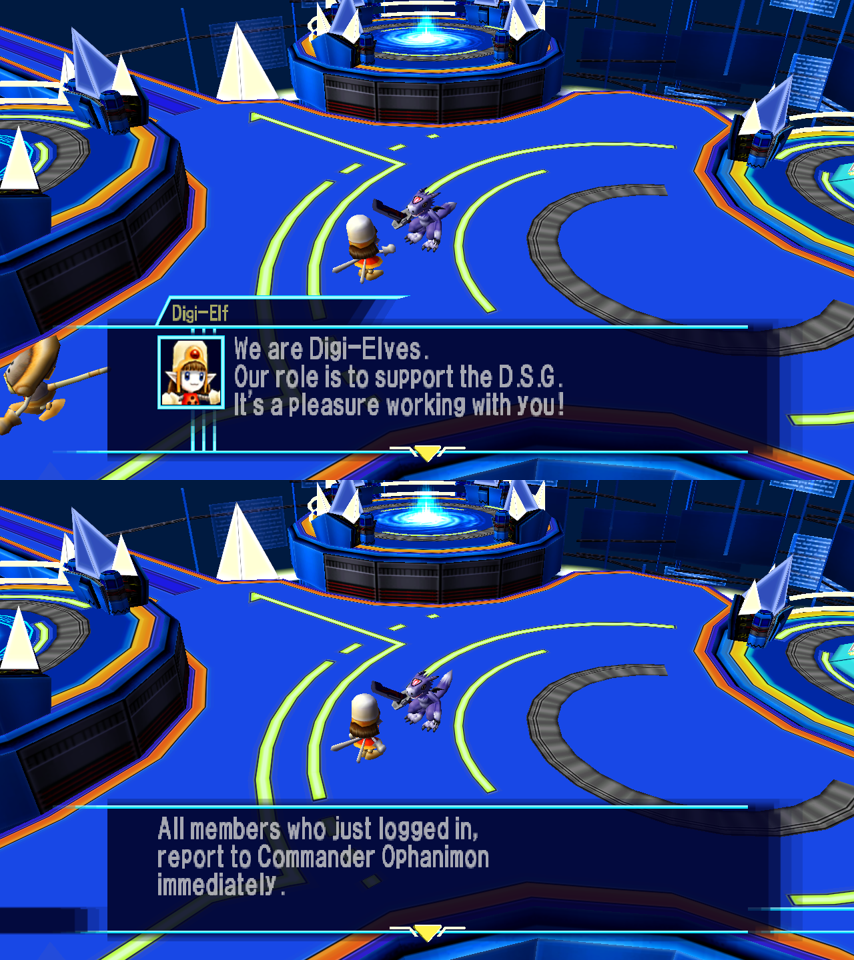 Digi-Elf
We are Digi-Elves.
Our role is to support the D.S.G.
It's a pleasure working with you!
All members who just logged in,
report to Commander Ophanimon
immediately.